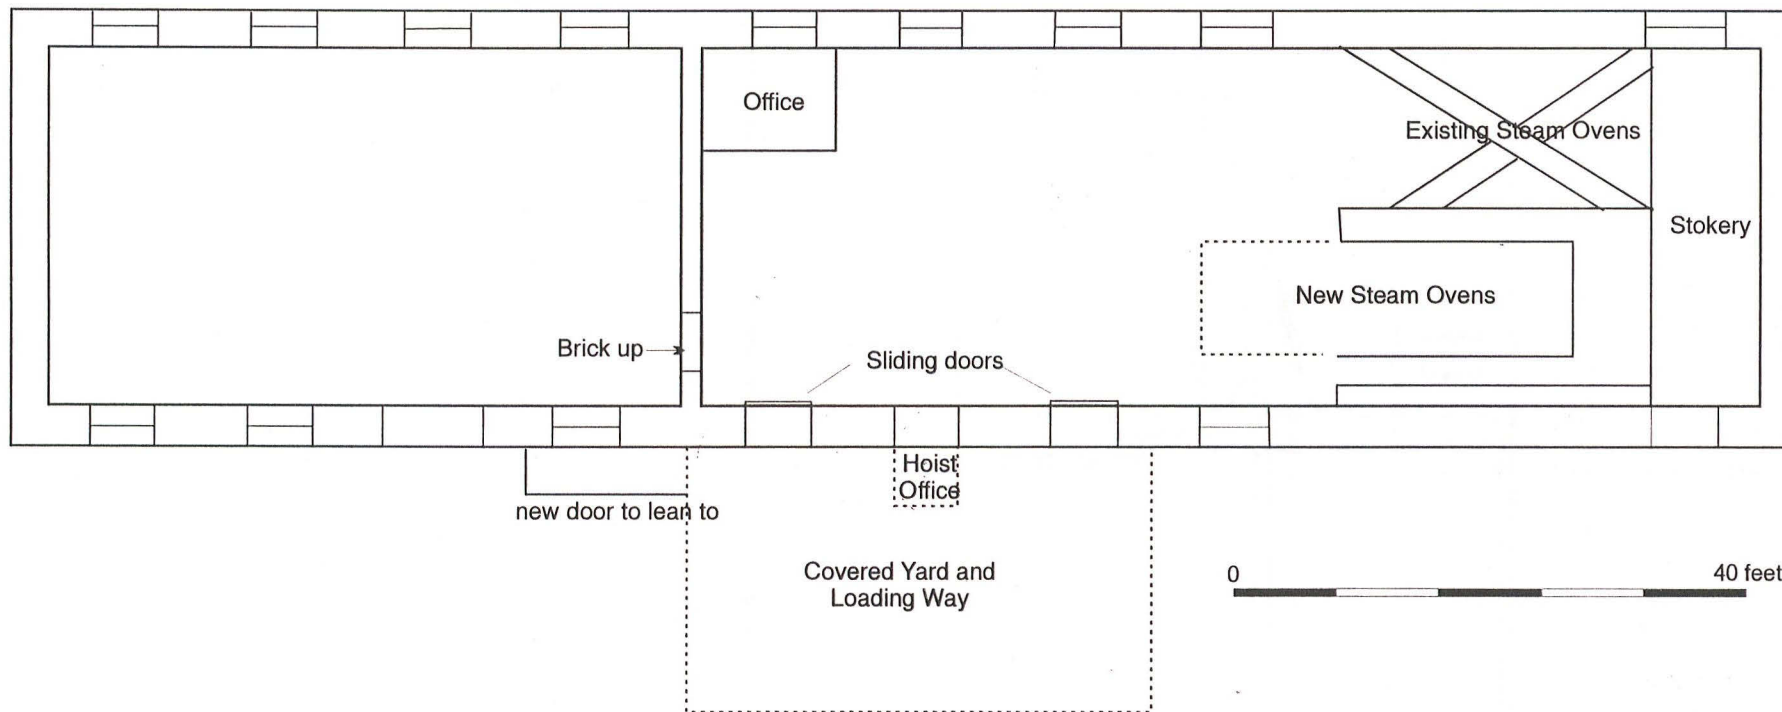 Office
Existing Steam Ovens
Stokery
New Steam Ovens
Brick up
Sliding doors
Hoist
Office
new door to lean to
Covered Yard and
Loading Way
0 40 feet